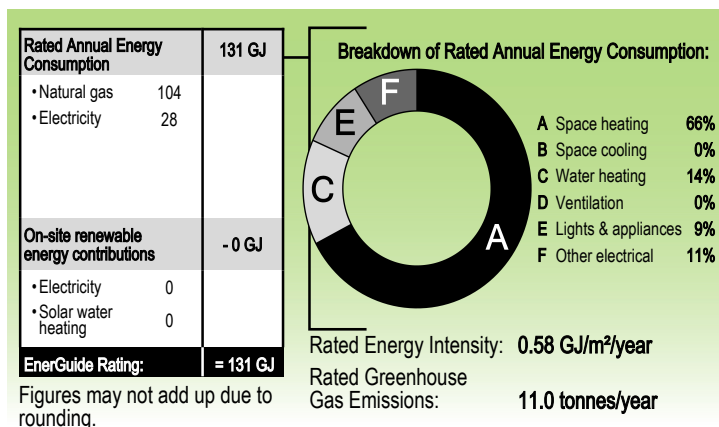 Rated Annual Energy
Consumption
131 GJ
• Natural gas 104
• Electricity 28
On-site renewable
energy contributions
- 0 GJ
• Electricity 0
• Solar water
heating 0
EnerGuide Rating: = 131 GJ
Figures may not add up due to
rounding.
Breakdown of Rated Annual Energy Consumption:
F
E
C
A
A Space heating 66%
B Space cooling 0%
C Water heating 14%
D Ventilation 0%
E Lights & appliances 9%
F Other electrical 11%
Rated Energy Intensity: 0.58 GJ/m²/year
Rated Greenhouse
Gas Emissions: 11.0 tonnes/year